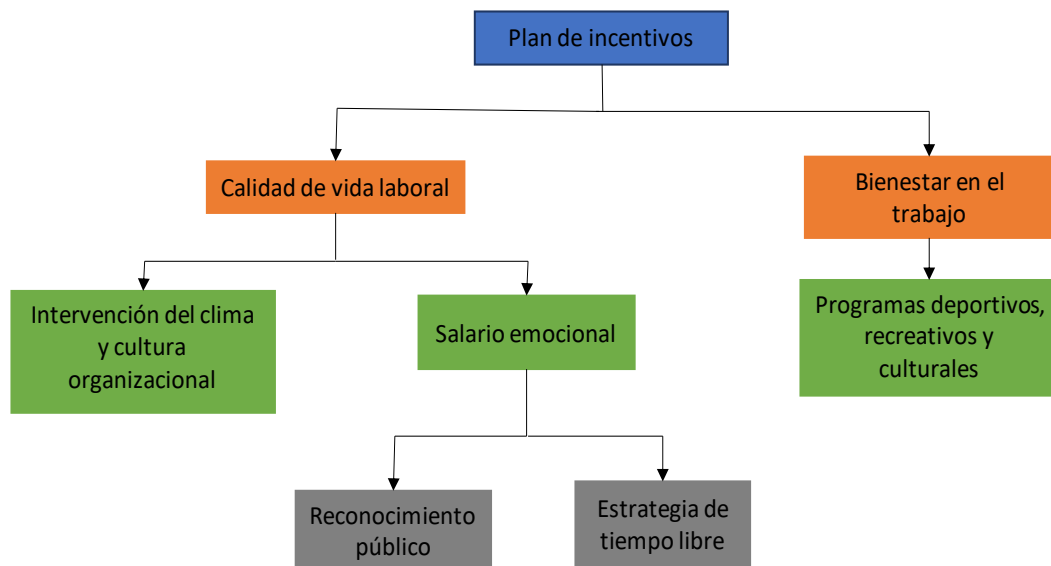 Plan de incentivos
Calidad de vida laboral
Bienestar en el
trabajo
Intervención del clima
y cultura
organizacional
Salario emocional
Programas deportivos,
recreativos y
culturales
Reconocimiento
público
Estrategia de
tiempo libre